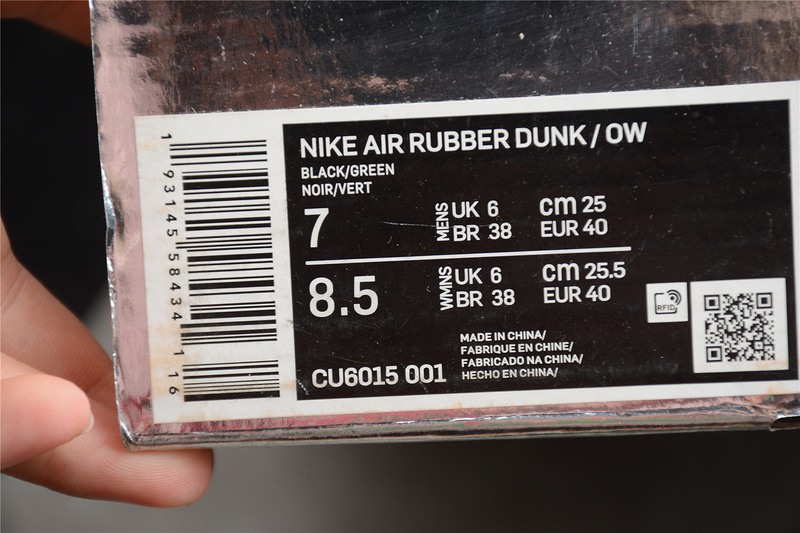 NIKE AIR RUBBER DUNK / OW
BLACK/GREEN
NOIR/VERT
7
MENS
UK 6
BR 38
cm 25
EUR 40
8.5
WMNS
UK 6
BR 38
cm 25.5
EUR 40
CU6015 001
MADE IN CHINA/
FABRIQUE EN CHINE/
FABRICADO NA CHINA/
HECHO EN CHINA/
RFID
1 93145 58434 1 16